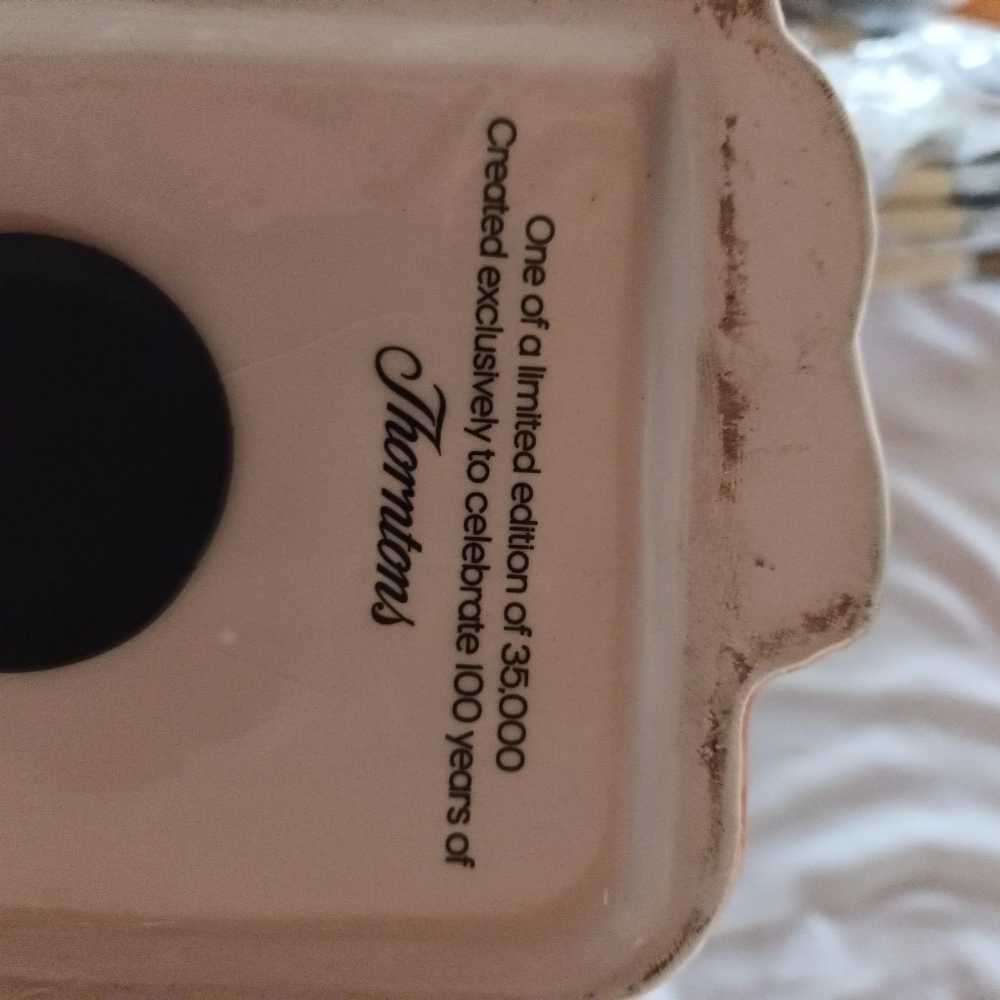 One of a limited edition of 35,000
Created exclusively to celebrate 100 years of
Thorntons